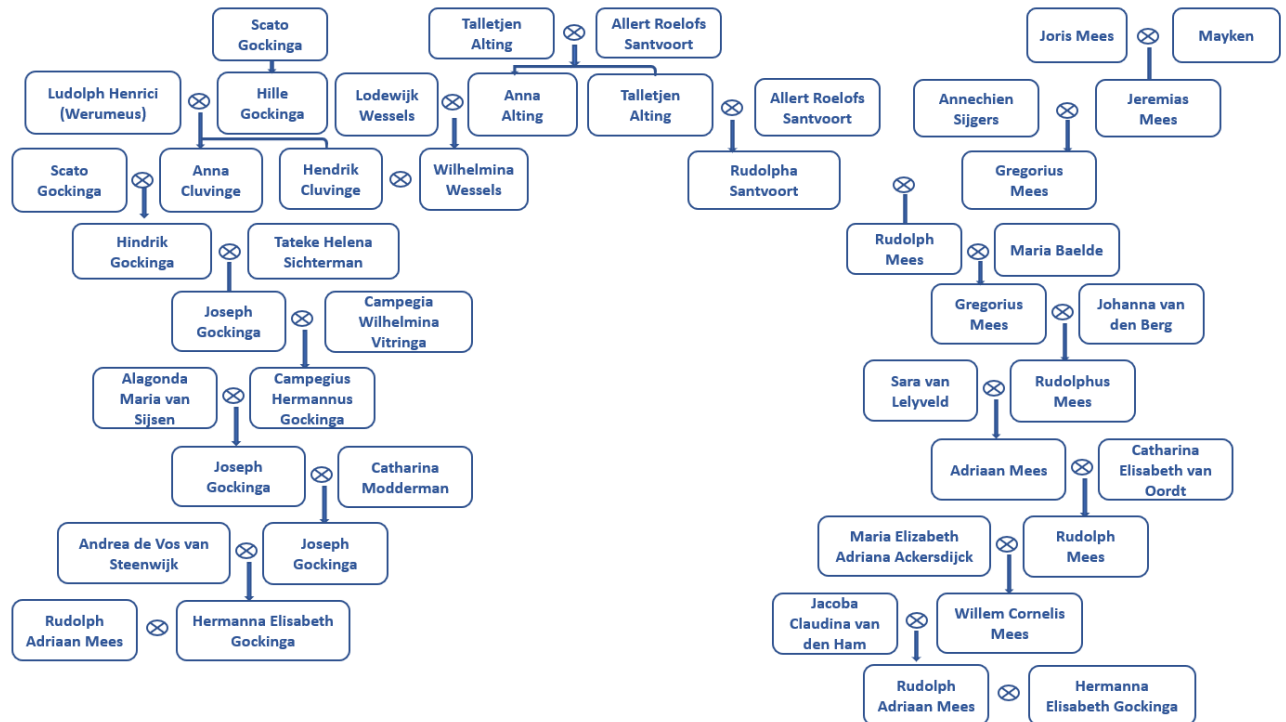 Scato
Gockinga
Talletjen
Alting
Allert Roelofs
Santvoort
Joris Mees
Mayken
Ludolph Henrici
(Werumeus)
Hille
Gockinga
Lodewijk
Wessels
Anna
Alting
Talletjen
Alting
Allert Roelofs
Santvoort
Annechien
Sijgers
Jeremias
Mees
Scato
Gockinga
Anna
Cluvinge
Hendrik
Cluvinge
Wilhelmina
Wessels
Rudolpha
Santvoort
Gregorius
Mees
Hindrik
Gockinga
Tateke Helena
Sichterman
Rudolph
Mees
Maria Baelde
Joseph
Gockinga
Campegia
Wilhelmina
Vitringa
Gregorius
Mees
Johanna van
den Berg
Alagonda
Maria van
Sijsen
Campegius
Hermannus
Gockinga
Sara van
Lelyveld
Rudolphus
Mees
Joseph
Gockinga
Catharina
Modderman
Adriaan Mees
Catharina
Elisabeth van
Oordt
Andrea de Vos van
Steenwijk
Joseph
Gockinga
Maria Elizabeth
Adriana Ackersdijck
Rudolph
Mees
Rudolph
Adriaan Mees
Hermanna Elisabeth
Gockinga
Jacoba
Claudina van
den Ham
Willem Cornelis
Mees
Rudolph
Adriaan Mees
Hermanna
Elisabeth Gockinga